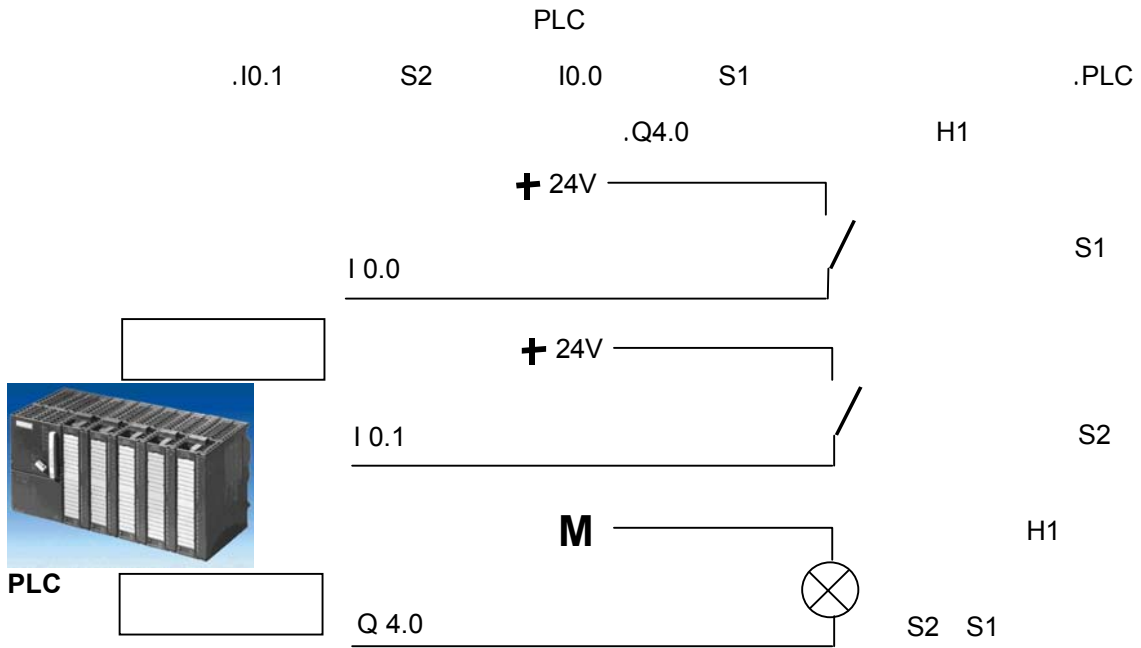 PLC
.I0.1 S2 I0.0 S1 .PLC
.Q4.0 H1
+ 24V
S1
I 0.0
+ 24V
I 0.1
S2
M
H1
PLC
Q 4.0
S2 S1